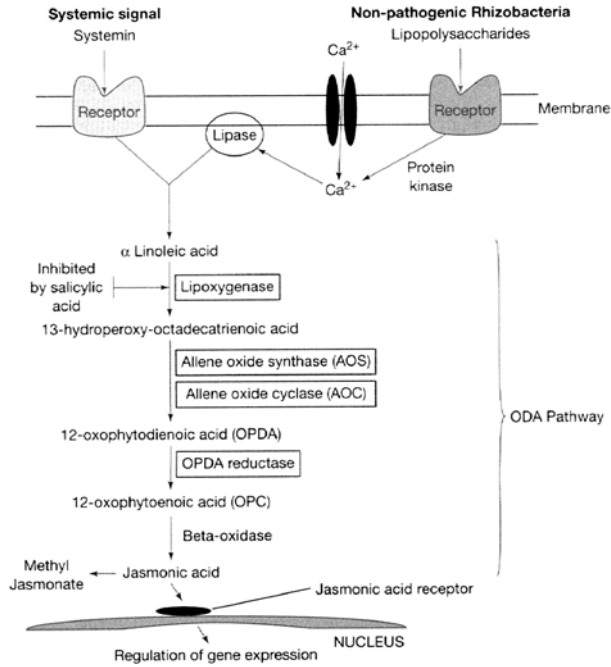 Systemic signal
Systemin
Non-pathogenic Rhizobacteria
Lipopolysaccharides
Ca2+
Receptor
Receptor
Membrane
Lipase
Protein
kinase
Ca2+
α Linoleic acid
Inhibited
by salicylic
acid
Lipoxygenase
13-hydroperoxy-octadecatrienoic acid
Allene oxide synthase (AOS)
Allene oxide cyclase (AOC)
ODA Pathway
12-oxophytodienoic acid (OPDA)
OPDA reductase
12-oxophytoenoic acid (OPC)
Beta-oxidase
Methyl
Jasmonate
Jasmonic acid
Jasmonic acid receptor
NUCLEUS
Regulation of gene expression